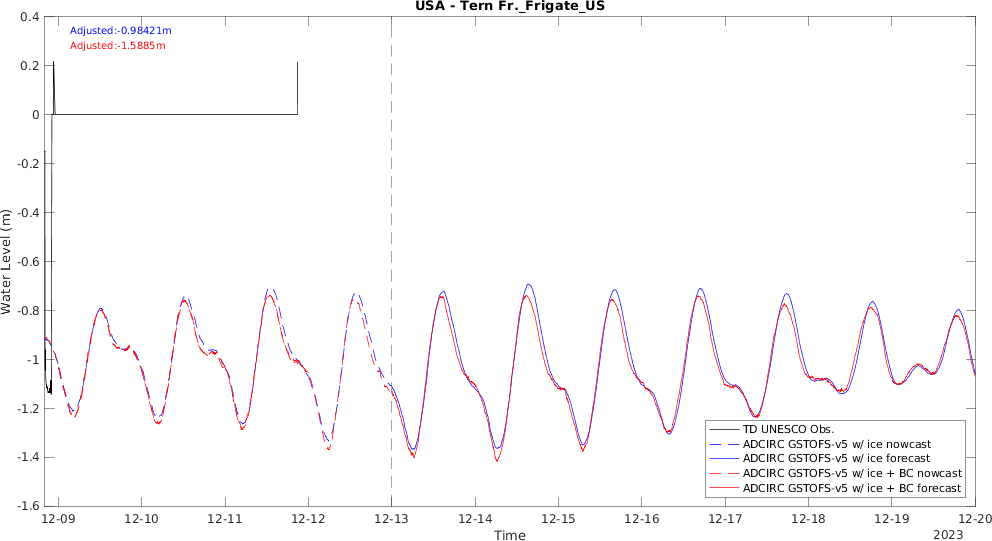 USA - Tern Fr._Frigate_US
Adjusted:-0.98421m
Adjusted:-1.5885m
0.4
0.2
0
-0.2
-0.4
-0.6
-0.8
-1
-1.2
-1.4
-1.6
Water Level (m)
TD UNESCO Obs.
ADCIRC GSTOFS-v5 w/ ice nowcast
ADCIRC GSTOFS-v5 w/ ice forecast
ADCIRC GSTOFS-v5 w/ ice + BC nowcast
ADCIRC GSTOFS-v5 w/ ice + BC forecast
12-09 12-10 12-11 12-12 12-13 12-14 12-15 12-16 12-17 12-18 12-19 12-20
Time
2023